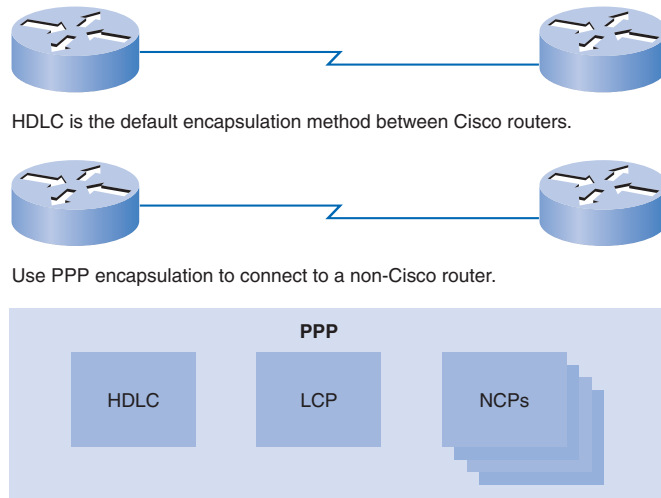 HDLC is the default encapsulation method between Cisco routers.
Use PPP encapsulation to connect to a non-Cisco router.
PPP
HDLC
LCP
NCPs